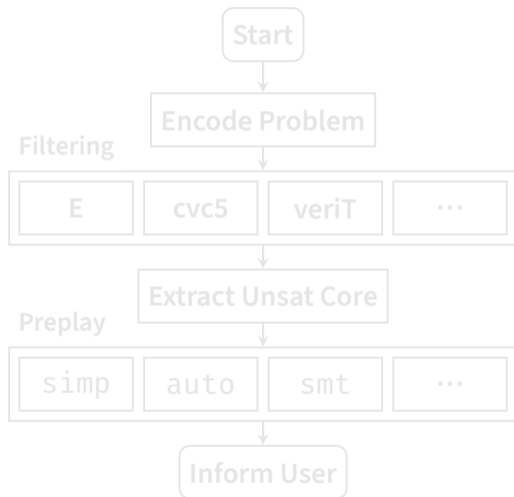 Start
Encode Problem
Filtering
E cvc5 veriT ···
Extract Unsat Core
Preplay
simp auto smt ···
Inform User